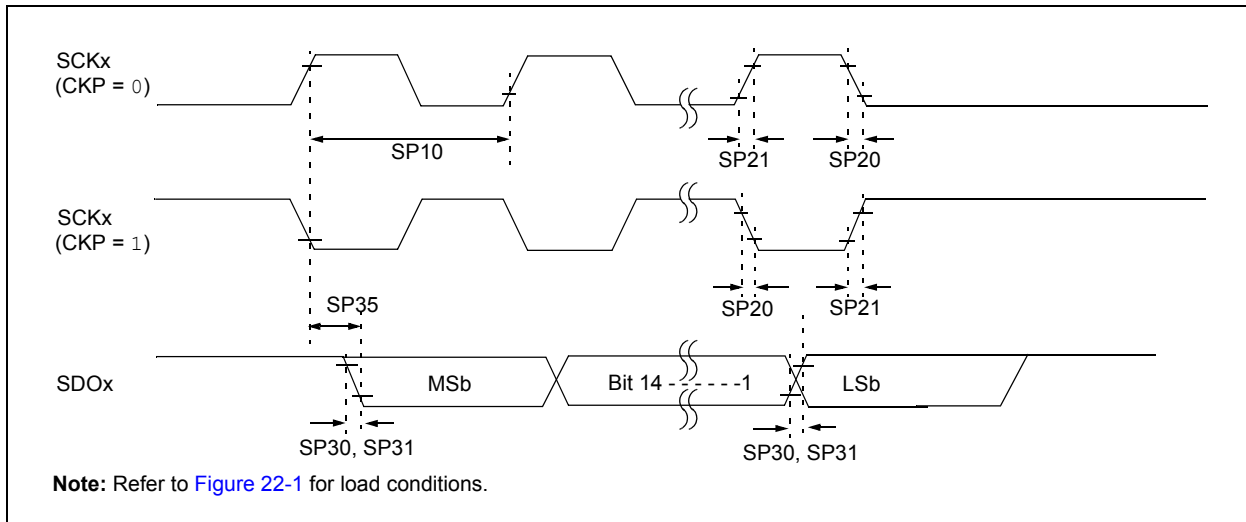 SCKx
(CKP = 0)
SP10
SP21
SP20
SCKx
(CKP = 1)
SP35
SP20
SP21
SDOx
MSb
Bit 14 - - - - - -1
LSb
SP30, SP31
SP30, SP31
Note: Refer to Figure 22-1 for load conditions.